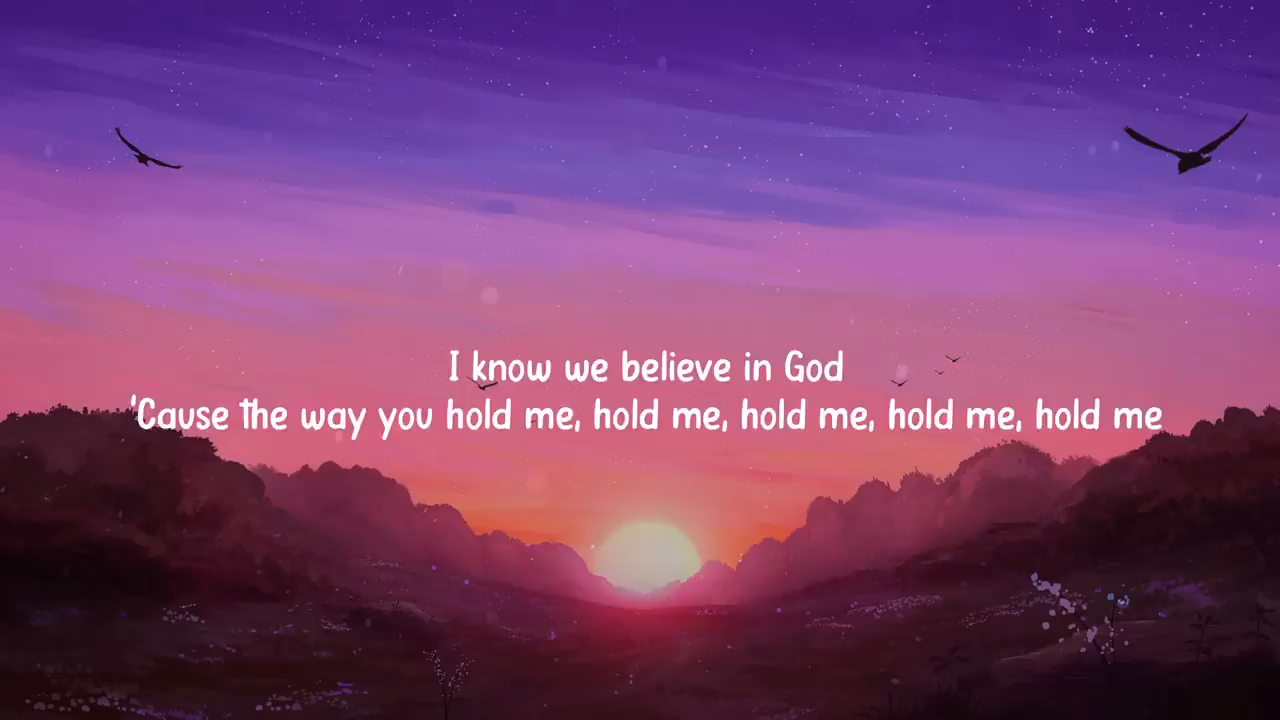 I know we believe in God
'Cause the way you hold me, hold me, hold me, hold me, hold me